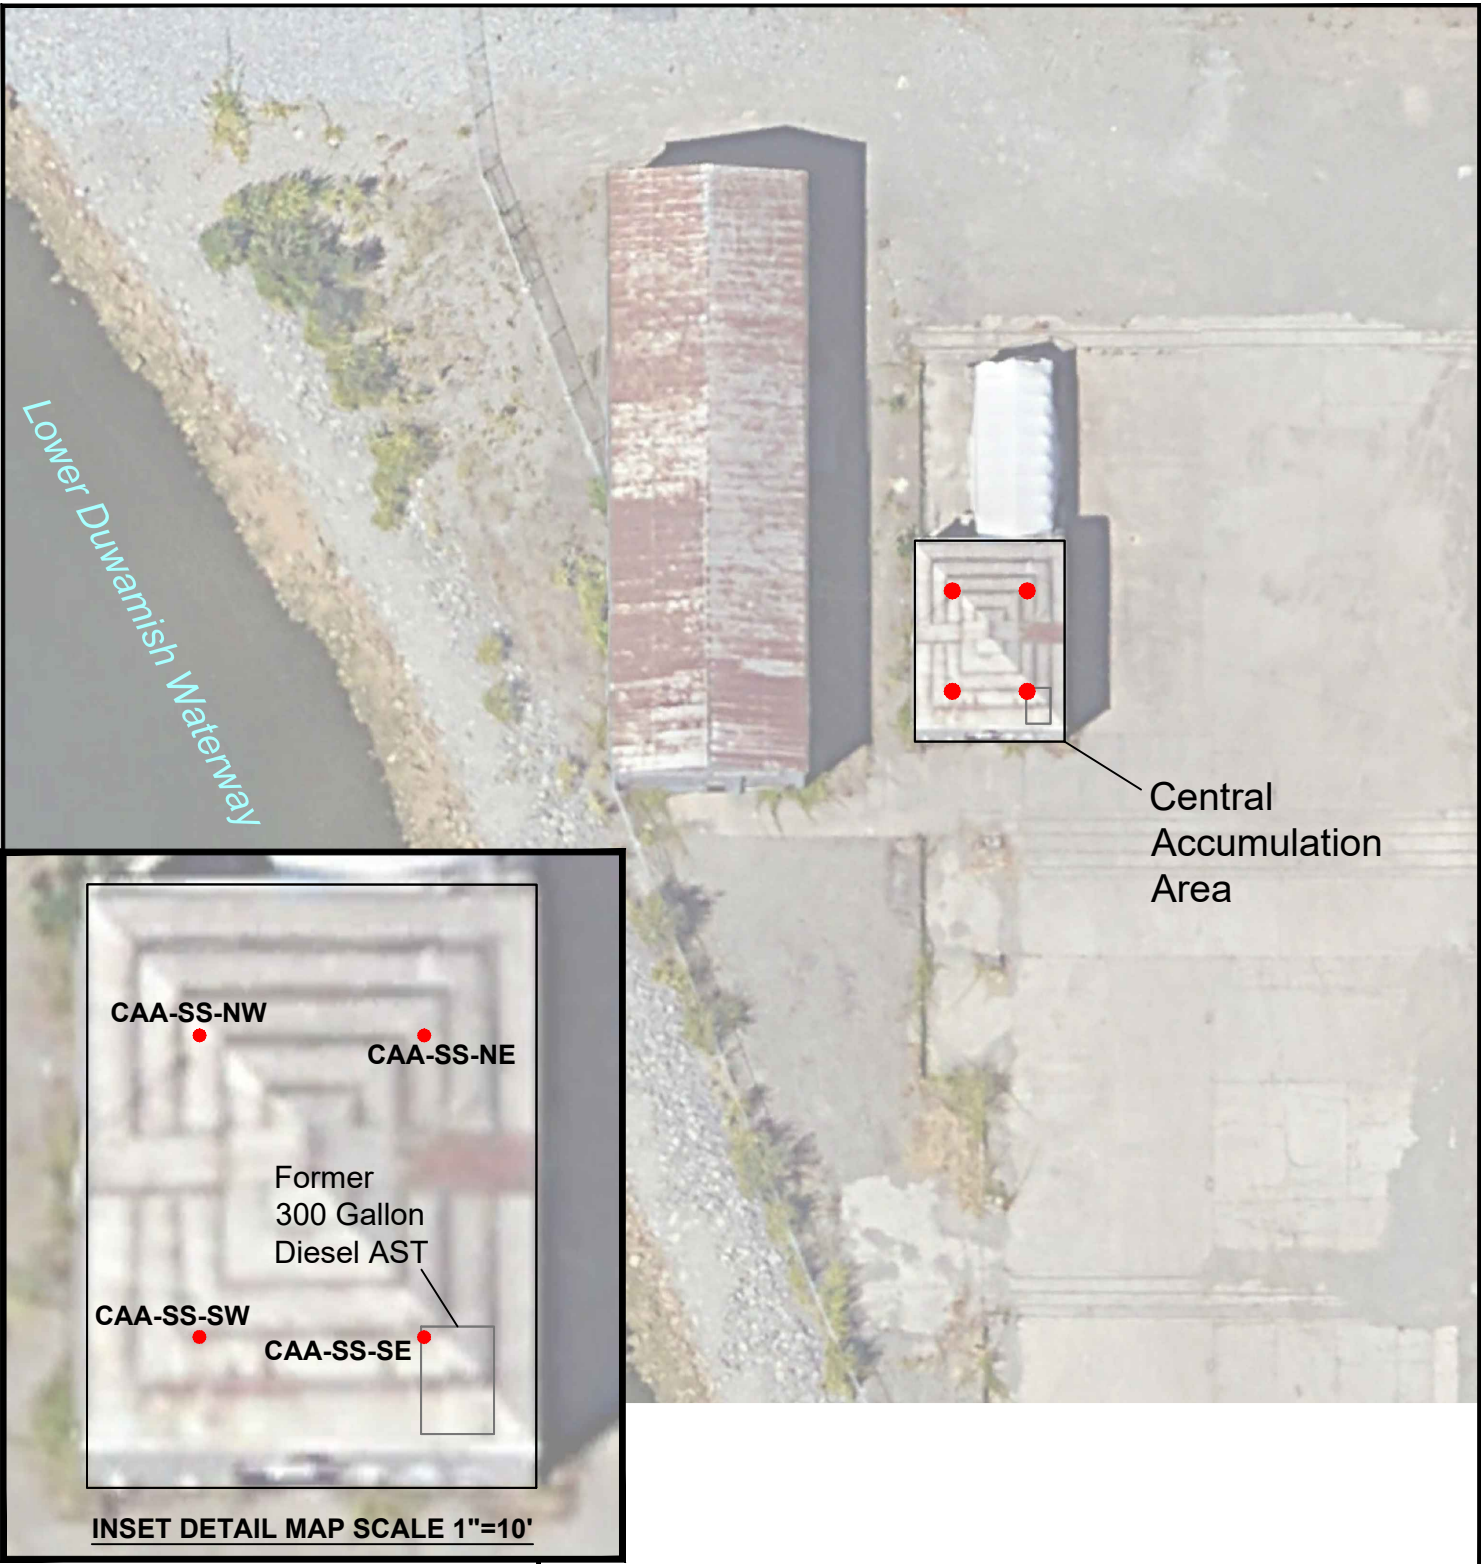 Lower Duwamish Waterway
Central
Accumulation
Area
CAA-SS-NW
CAA-SS-NE
Former
300 Gallon
Diesel AST
CAA-SS-SW
CAA-SS-SE
INSET DETAIL MAP SCALE 1"=10'